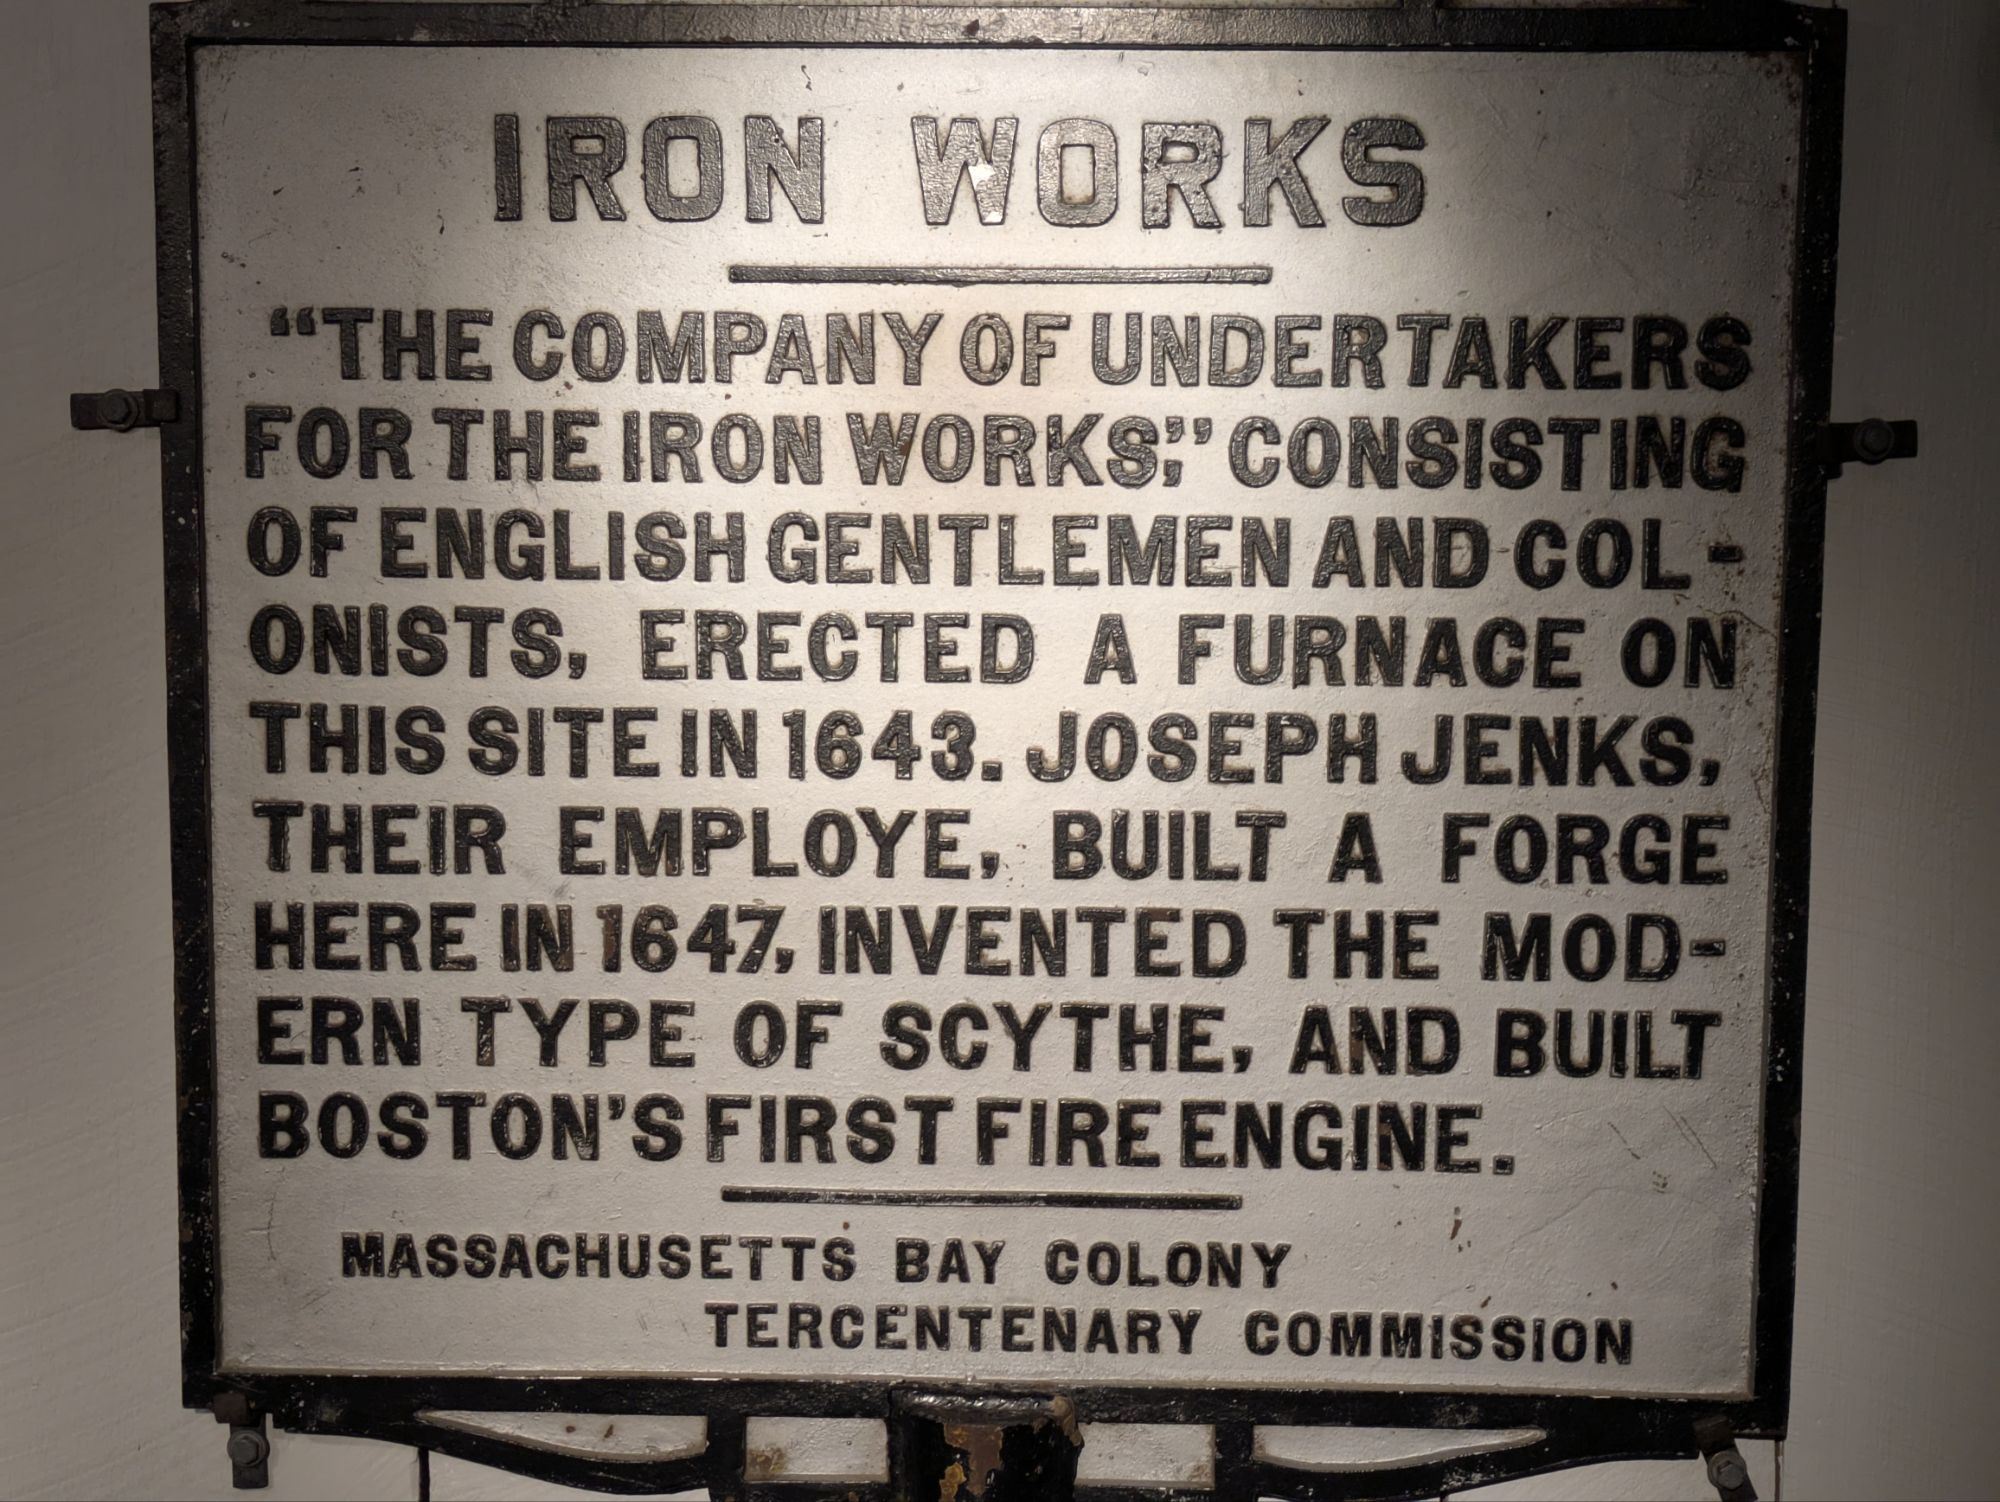 IRON WORKS
“THE COMPANY OF UNDERTAKERS
FOR THE IRON WORKS,” CONSISTING
OF ENGLISH GENTLEMEN AND COL-
ONISTS, ERECTED A FURNACE ON
THIS SITE IN 1643. JOSEPH JENKS,
THEIR EMPLOYE, BUILT A FORGE
HERE IN 1647, INVENTED THE MOD-
ERN TYPE OF SCYTHE, AND BUILT
BOSTON'S FIRST FIRE ENGINE.
MASSACHUSETTS BAY COLONY
TERCENTENARY COMMISSION